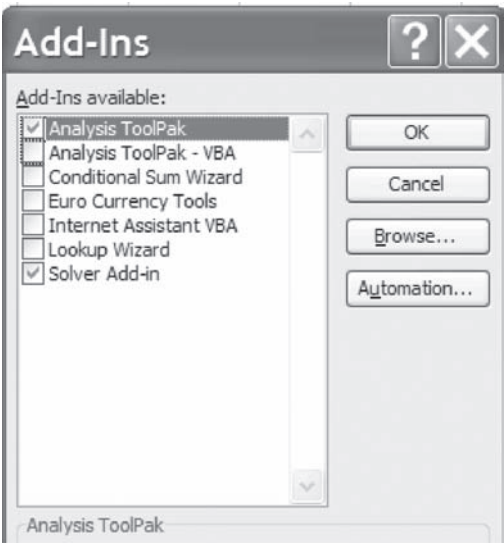 Add-Ins
Add-Ins available:
Analysis ToolPak
Analysis ToolPak - VBA
Conditional Sum Wizard
Euro Currency Tools
Internet Assistant VBA
Lookup Wizard
Solver Add-in
OK
Cancel
Browse...
Automation...
Analysis ToolPak